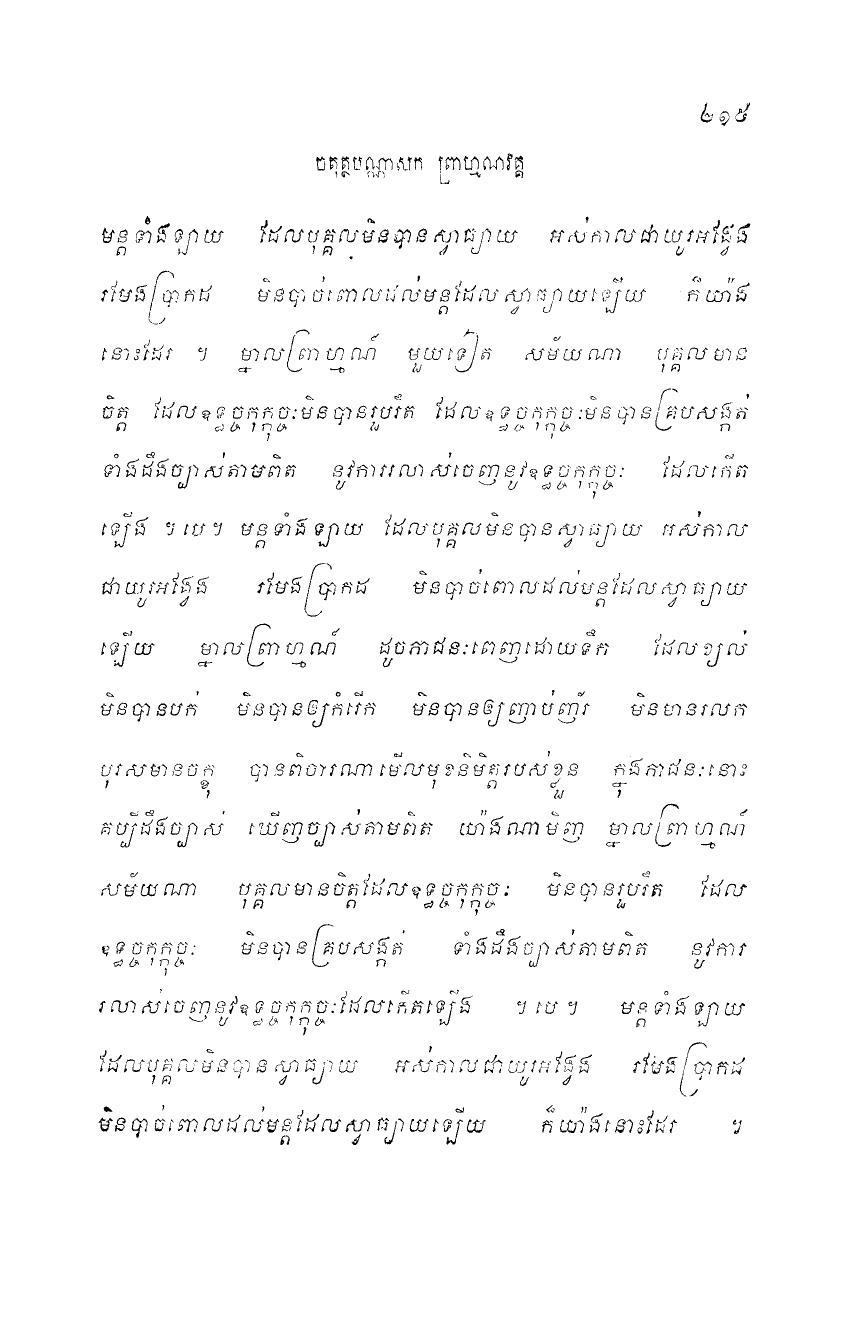 ២១៥
ចតុត្ថបណ្ណាសក ព្រាហ្មណវគ្គ
មន្តទាំងឡាយ ដែលបុគ្គលមិនបានស្វាធ្យាយ អស់កាលជាយូរអង្វែង
រមែងប្រាកដ មិនបាច់ពោលដល់មន្តដែលស្វាធ្យាយឡើយ ក៏យ៉ាង
នោះដែរ ។ ម្នាលព្រាហ្មណ៍ មួយទៀត សម័យណា បុគ្គលមាន
ចិត្ត ដែលឧទ្ធច្ចកុក្កុច្ចៈមិនបានរួបរឹត ដែលឧទ្ធច្ចកុក្កុច្ចៈមិនបានគ្របសង្កត់
ទាំងដឹងច្បាស់តាមពិត នូវការរលាស់ចេញនូវឧទ្ធច្ចកុក្កុច្ចៈ ដែលកើត
ឡើង ។បេ។ មន្តទាំងឡាយ ដែលបុគ្គលមិនបានស្វាធ្យាយ អស់កាល
ជាយូរអង្វែង រមែងប្រាកដ មិនបាច់ពោលដល់មន្តដែលស្វាធ្យាយ
ឡើយ ម្នាលព្រាហ្មណ៍ ដូចភាជនៈពេញដោយទឹក ដែលខ្យល់
មិនបានបក់ មិនបានឲ្យកំរើក មិនបានឲ្យញាប់ញ័រ មិនមានរលក
បុរសមានចក្ខុ បានពិចារណាមើលមុខនិមិត្តរបស់ខ្លួន ក្នុងភាជនៈនោះ
គប្បីដឹងច្បាស់ ឃើញច្បាស់តាមពិត យ៉ាងណាមិញ ម្នាលព្រាហ្មណ៍
សម័យណា បុគ្គលមានចិត្តដែលឧទ្ធច្ចកុក្កុច្ចៈ មិនបានរួបរឹត ដែល
ឧទ្ធច្ចកុក្កុច្ចៈ មិនបានគ្របសង្កត់ ទាំងដឹងច្បាស់តាមពិត នូវការ
រលាស់ចេញនូវឧទ្ធច្ចកុក្កុច្ចៈដែលកើតឡើង ។បេ។ មន្តទាំងឡាយ
ដែលបុគ្គលមិនបានស្វាធ្យាយ អស់កាលជាយូរអង្វែង រមែងប្រាកដ
មិនបាច់ពោលដល់មន្តដែលស្វាធ្យាយឡើយ ក៏យ៉ាងនោះដែរ ។